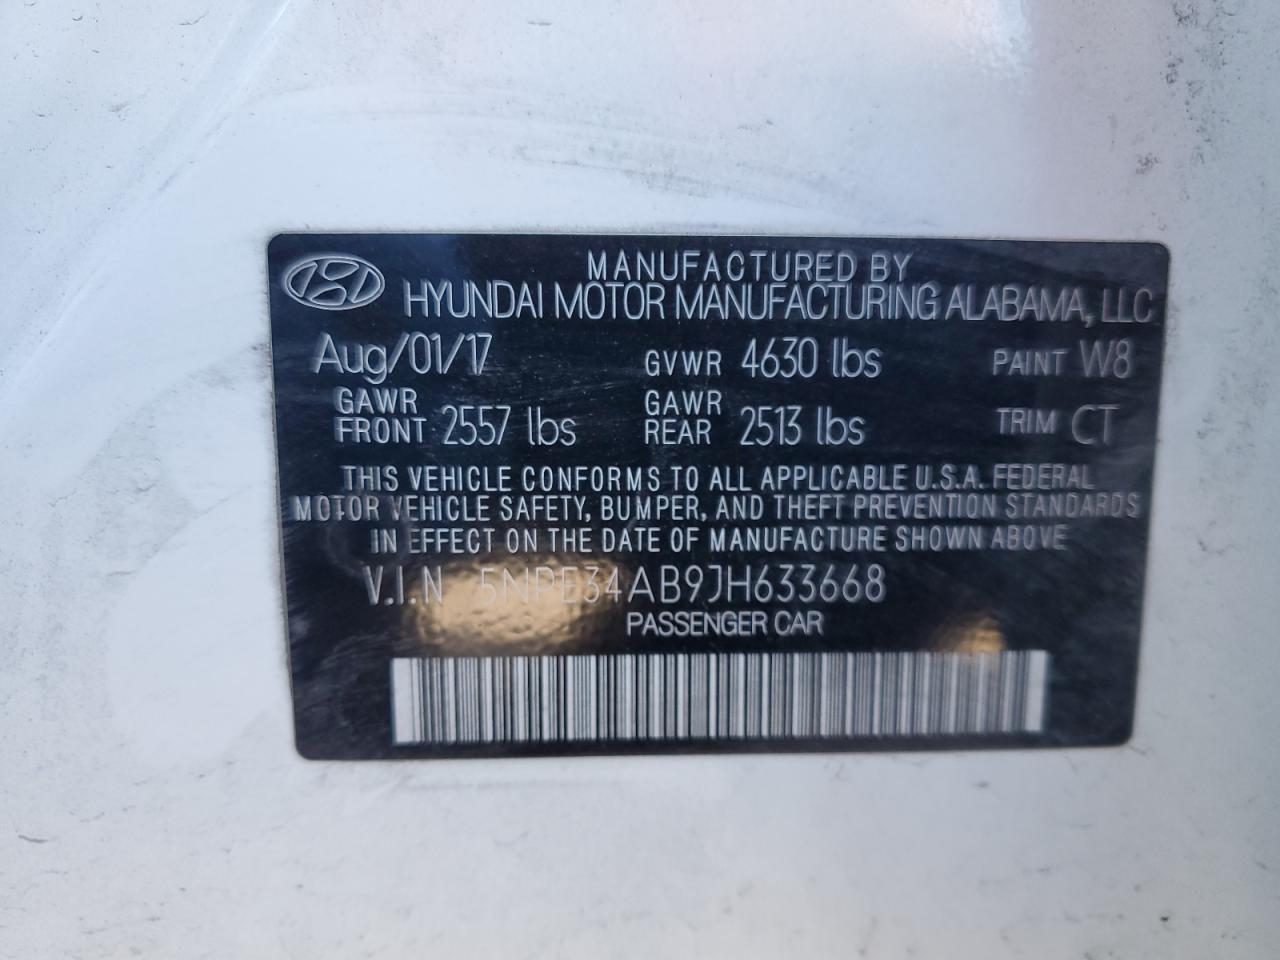 MANUFACTURED BY
HYUNDAI MOTOR MANUFACTURING ALABAMA, LLC
Aug/01/17 GVWR 4630 lbs PAINT W8
GAWR FRONT 2557 lbs GAWR REAR 2513 lbs TRIM CT
THIS VEHICLE CONFORMS TO ALL APPLICABLE U.S.A. FEDERAL
MOTOR VEHICLE SAFETY, BUMPER, AND THEFT PREVENTION STANDARDS
IN EFFECT ON THE DATE OF MANUFACTURE SHOWN ABOVE
V.I.N 5NPE34AB9JH633668
PASSENGER CAR